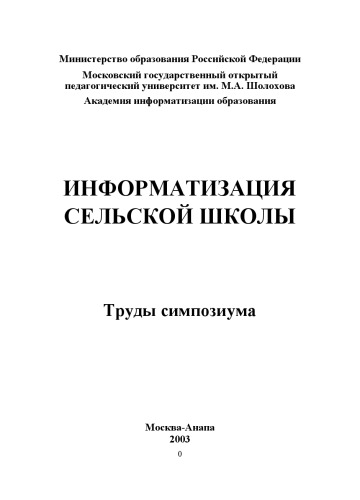 Министерство образования Российской Федерации
Московский государственный открытый
педагогический университет им. М.А. Шолохова
Академия информатизации образования
ИНФОРМАТИЗАЦИЯ
СЕЛЬСКОЙ ШКОЛЫ
Труды симпозиума
Москва-Анапа
2003
0